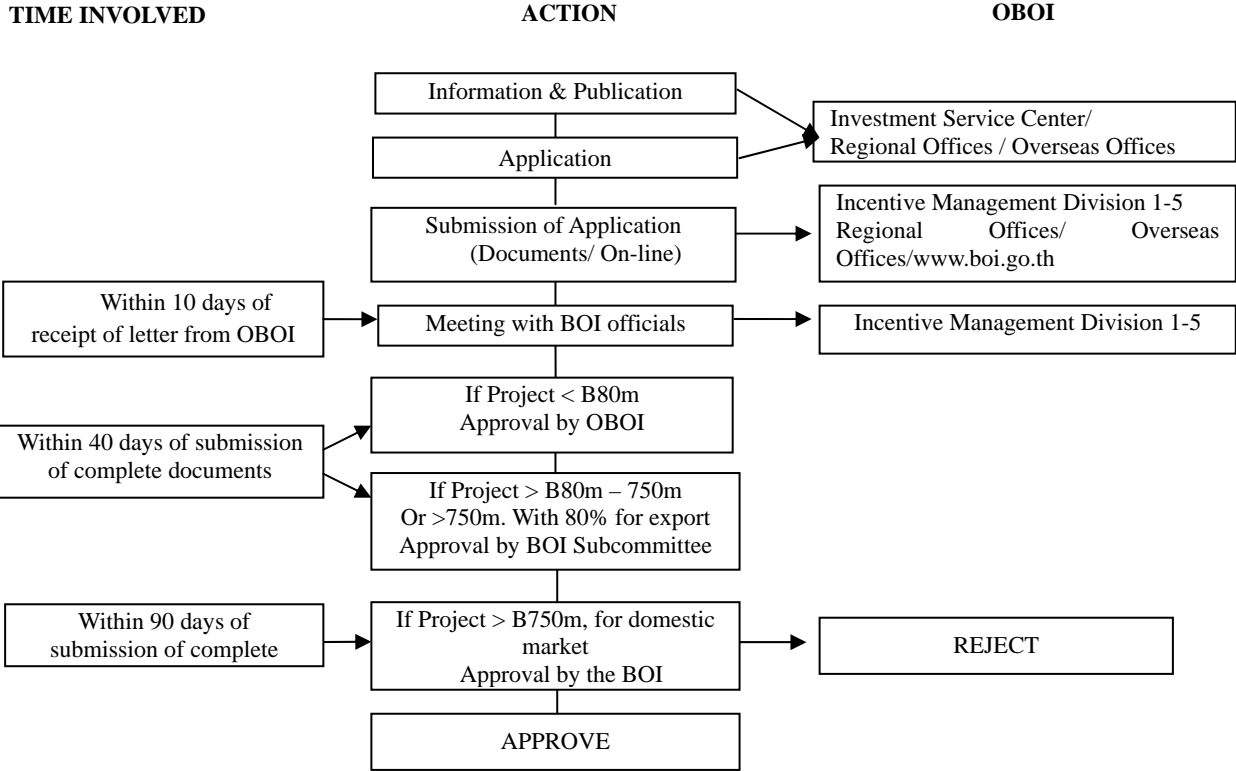 TIME INVOLVED
ACTION
OBOI
Information & Publication
Investment Service Center/
Regional Offices / Overseas Offices
Application
Submission of Application
(Documents/ On-line)
Incentive Management Division 1-5
Regional Offices/ Overseas
Offices/www.boi.go.th
Within 10 days of
receipt of letter from OBOI
Meeting with BOI officials
Incentive Management Division 1-5
If Project < B80m
Approval by OBOI
Within 40 days of submission
of complete documents
If Project > B80m – 750m
Or >750m. With 80% for export
Approval by BOI Subcommittee
Within 90 days of
submission of complete
If Project > B750m, for domestic
market
Approval by the BOI
REJECT
APPROVE